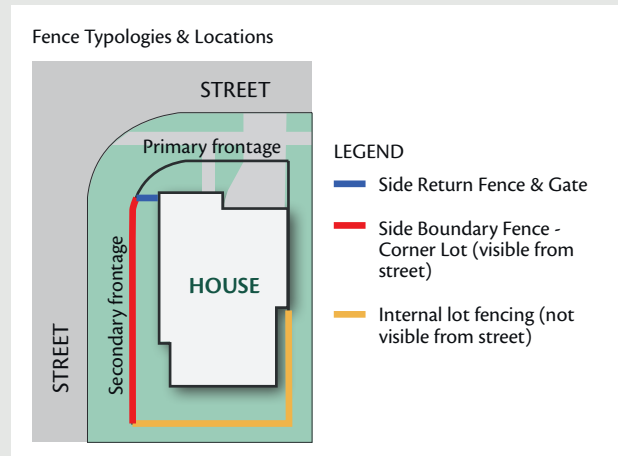 Fence Typologies & Locations
STREET
Primary frontage
HOUSE
Secondary frontage
STREET
LEGEND
Side Return Fence & Gate
Side Boundary Fence -
Corner Lot (visible from
street)
Internal lot fencing (not
visible from street)